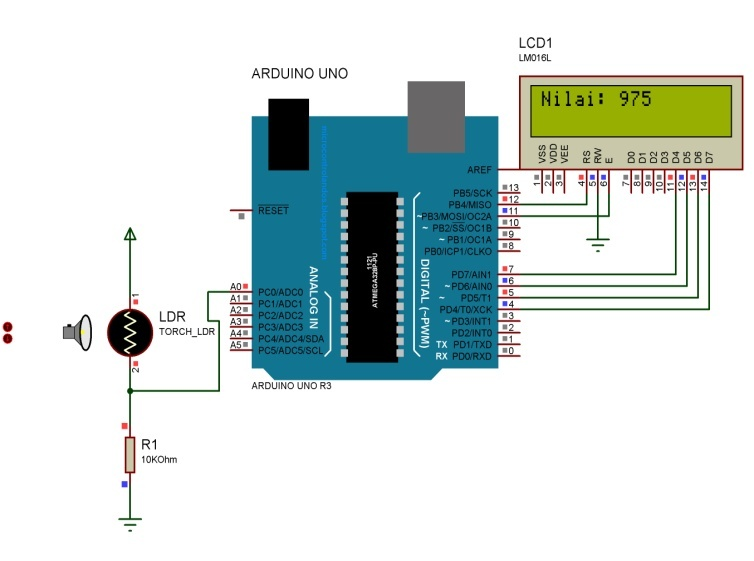 LCD1
LM016L
Nilai: 975
VSS
VDD
VEE
RS
RW
E
D0
D1
D2
D3
D4
D5
D6
D7
1
2
3
4
5
6
7
8
9
10
11
12
13
14
ARDUINO UNO
AREF
RESET
PB5/SCK 13
PB4/MISO 12
~PB3/MOSI/OC2A 11
~PB2/SS/OC1B 10
~PB1/OC1A 9
PB0/ICP1/CLKO 8
PD7/AIN1 7
~PD6/AIN0 6
~PD5/T1 5
PD4/T0/XCK 4
~PD3/INT1 3
PD2/INT0 2
TX PD1/TXD 1
RX PD0/RXD 0
DIGITAL (~PWM)
1121
ATMEGA328P-PU
ANALOG IN
A0 PC0/ADC0
A1 PC1/ADC1
A2 PC2/ADC2
A3 PC3/ADC3
A4 PC4/ADC4/SDA
A5 PC5/ADC5/SCL
ARDUINO UNO R3
1
LDR
TORCH_LDR
2
R1
10KOhm